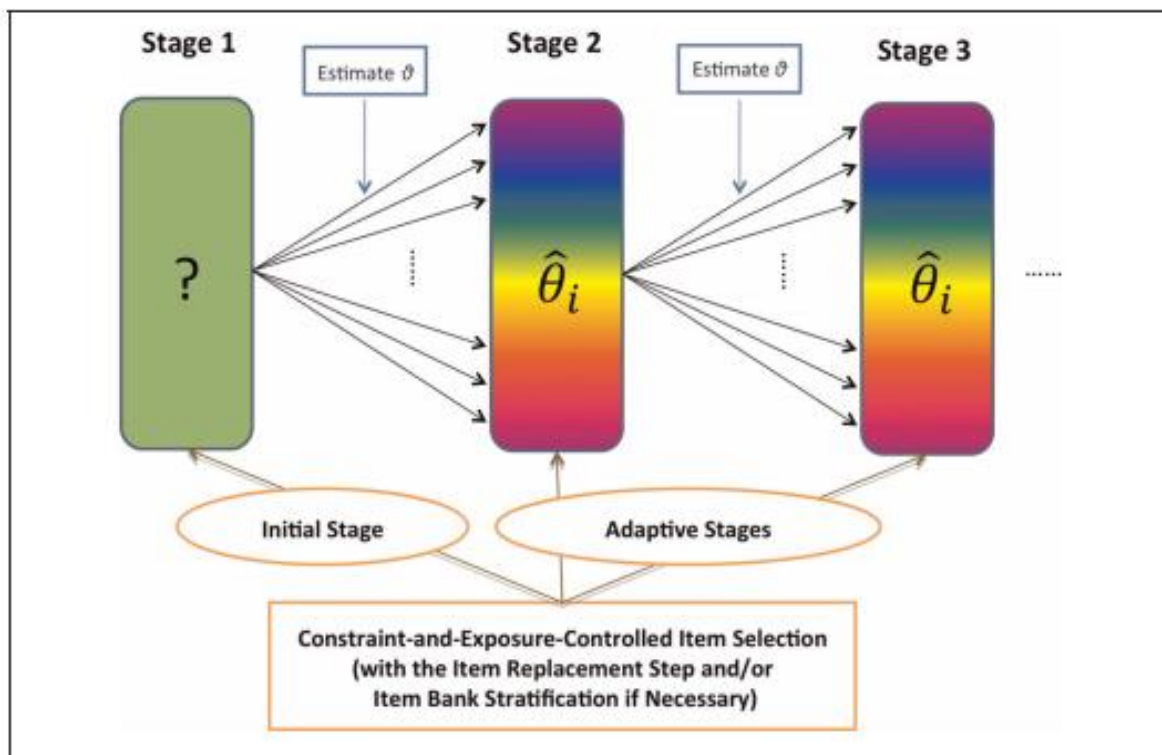 Stage 1
Estimate ϑ
Stage 2
Estimate ϑ
Stage 3
?
......
θ̂ᵢ
......
θ̂ᵢ
......
Initial Stage
Adaptive Stages
Constraint-and-Exposure-Controlled Item Selection
(with the Item Replacement Step and/or
Item Bank Stratification if Necessary)